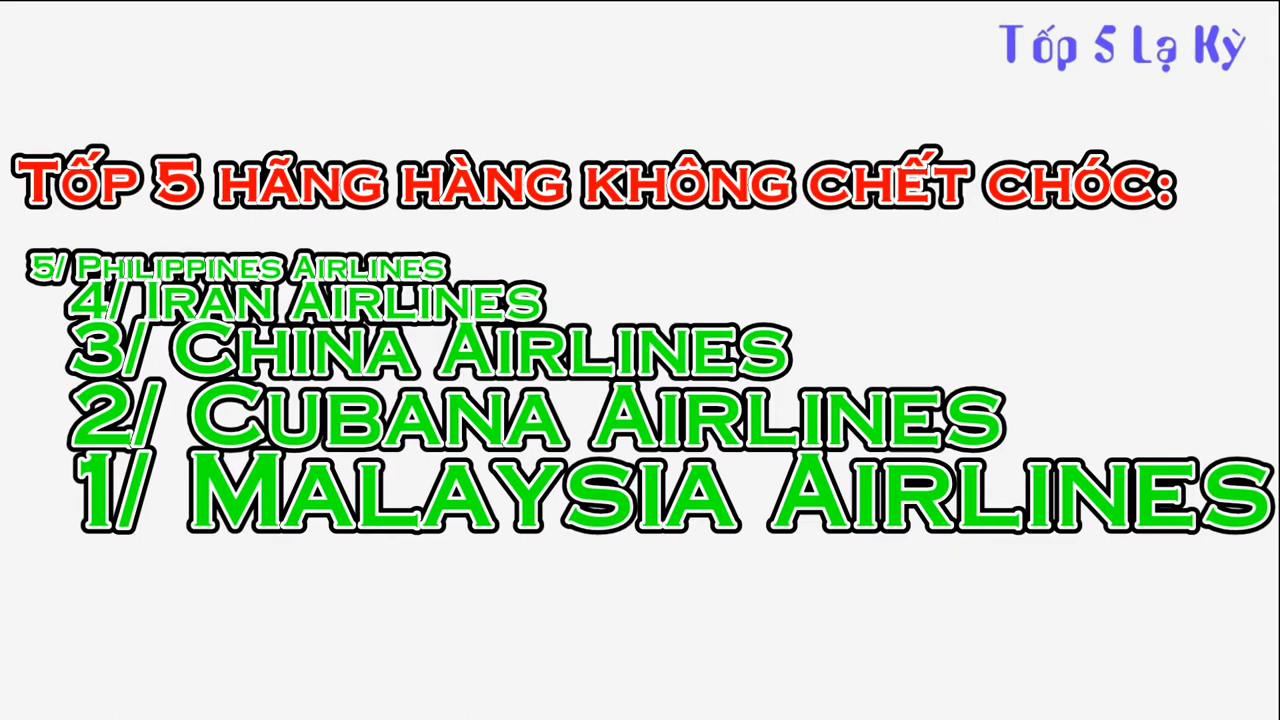 Tốp 5 Lạ Kỳ
Tốp 5 hãng hàng không chết chóc:
5/ Philippines Airlines
4/ Iran Airlines
3/ China Airlines
2/ Cubana Airlines
1/ Malaysia Airlines